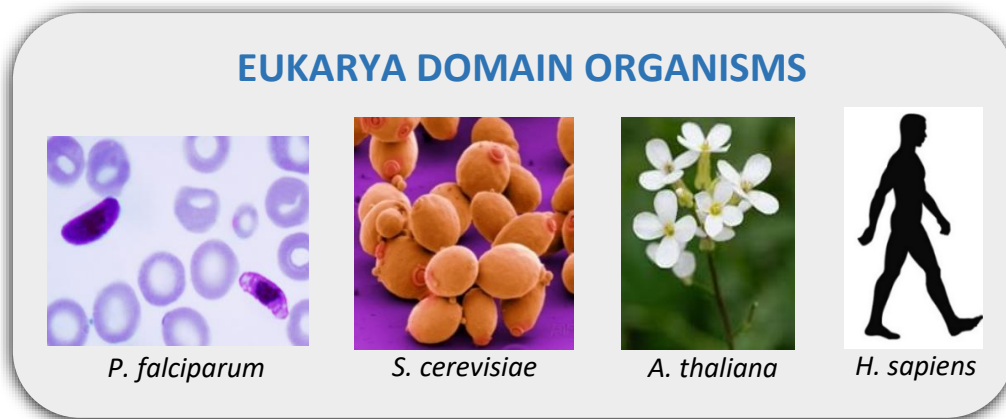 EUKARYA DOMAIN ORGANISMS
P. falciparum
S. cerevisiae
A. thaliana
H. sapiens